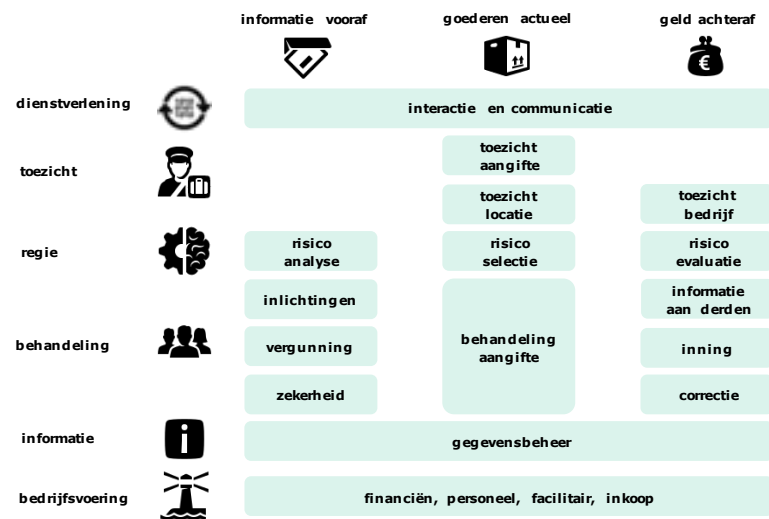 informatie vooraf
goederen actueel
geld achteraf
€
dienstverlening
interactie en communicatie
toezicht
toezicht
aangifte
toezicht
locatie
toezicht
bedrijf
regie
risico
analyse
risico
selectie
risico
evaluatie
behandeling
inlichtingen
vergunning
zekerheid
behandeling
aangifte
informatie
aan derden
inning
correctie
informatie
i
gegevensbeheer
bedrijfsvoering
financiën, personeel, facilitair, inkoop